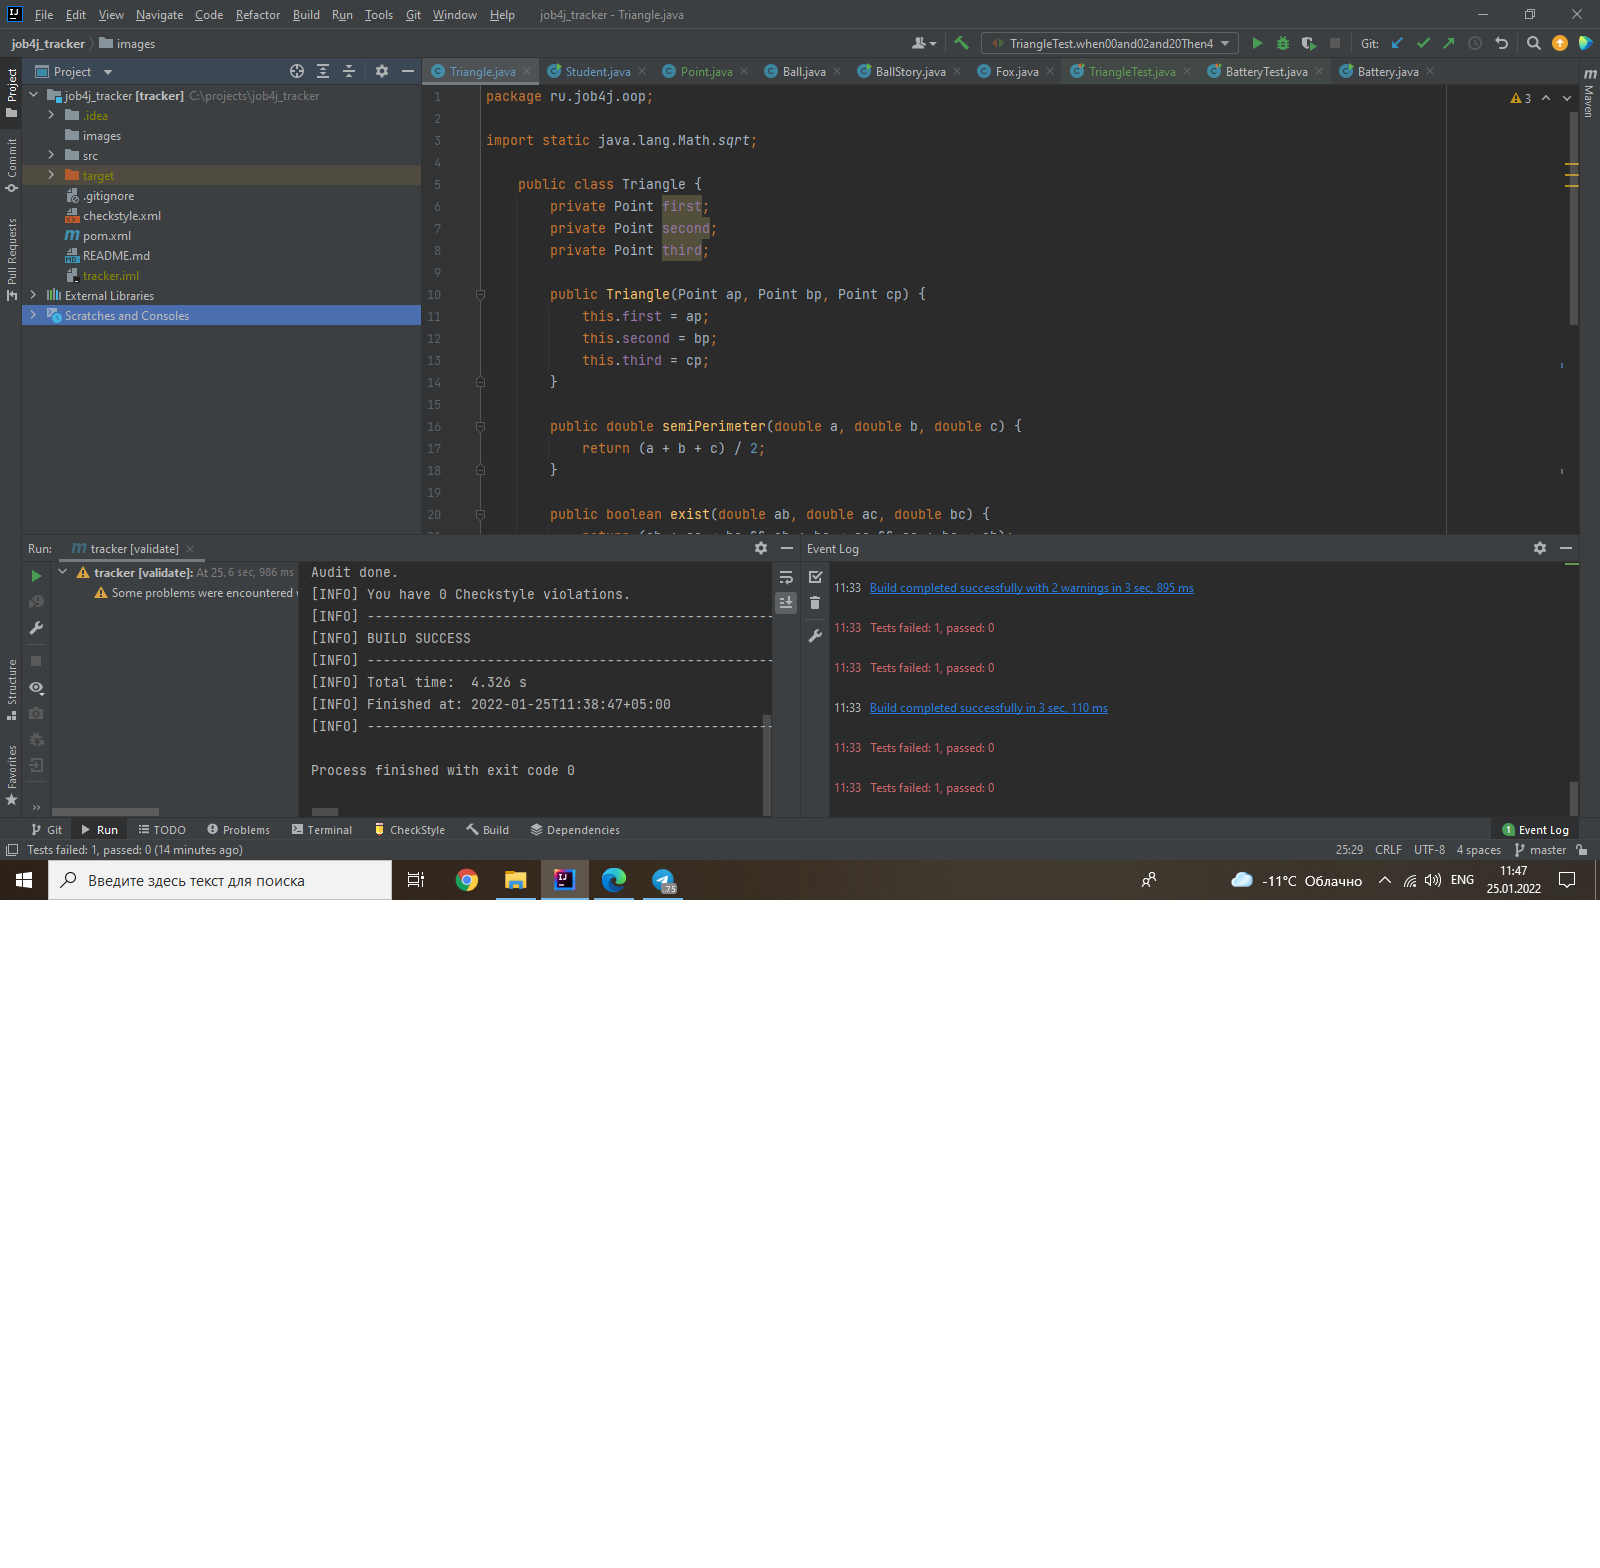 File Edit View Navigate Code Refactor Build Run Tools Git Window Help job4j_tracker - Triangle.java
job4j_tracker images TriangleTest.when00and02and20Then4 Git:
Project
Triangle.java Student.java Point.java Ball.java BallStory.java Fox.java TriangleTest.java BatteryTest.java Battery.java
Project
Commit
Pull Requests
Structure
Favorites
Maven
job4j_tracker [tracker] C:\projects\job4j_tracker
.idea
images
src
target
.gitignore
checkstyle.xml
pom.xml
README.md
tracker.iml
External Libraries
Scratches and Consoles
3
1 package ru.job4j.oop;
2
3 import static java.lang.Math.sqrt;
4
5 public class Triangle {
6 private Point first;
7 private Point second;
8 private Point third;
9
10 public Triangle(Point ap, Point bp, Point cp) {
11 this.first = ap;
12 this.second = bp;
13 this.third = cp;
14 }
15
16 public double semiPerimeter(double a, double b, double c) {
17 return (a + b + c) / 2;
18 }
19
20 public boolean exist(double ab, double ac, double bc) {
Run: tracker [validate]
tracker [validate]: At 25, 6 sec, 986 ms
Some problems were encountered
Audit done.
[INFO] You have 0 Checkstyle violations.
[INFO] ---------------------------------------------------
[INFO] BUILD SUCCESS
[INFO] ---------------------------------------------------
[INFO] Total time:  4.326 s
[INFO] Finished at: 2022-01-25T11:38:47+05:00
[INFO] ---------------------------------------------------
Process finished with exit code 0
Event Log
11:33 Build completed successfully with 2 warnings in 3 sec, 895 ms
11:33 Tests failed: 1, passed: 0
11:33 Tests failed: 1, passed: 0
11:33 Build completed successfully in 3 sec, 110 ms
11:33 Tests failed: 1, passed: 0
11:33 Tests failed: 1, passed: 0
Git Run TODO Problems Terminal CheckStyle Build Dependencies 1 Event Log
Tests failed: 1, passed: 0 (14 minutes ago) 25:29 CRLF UTF-8 4 spaces master
Введите здесь текст для поиска .75 -11°C Облачно ENG 11:47
25.01.2022